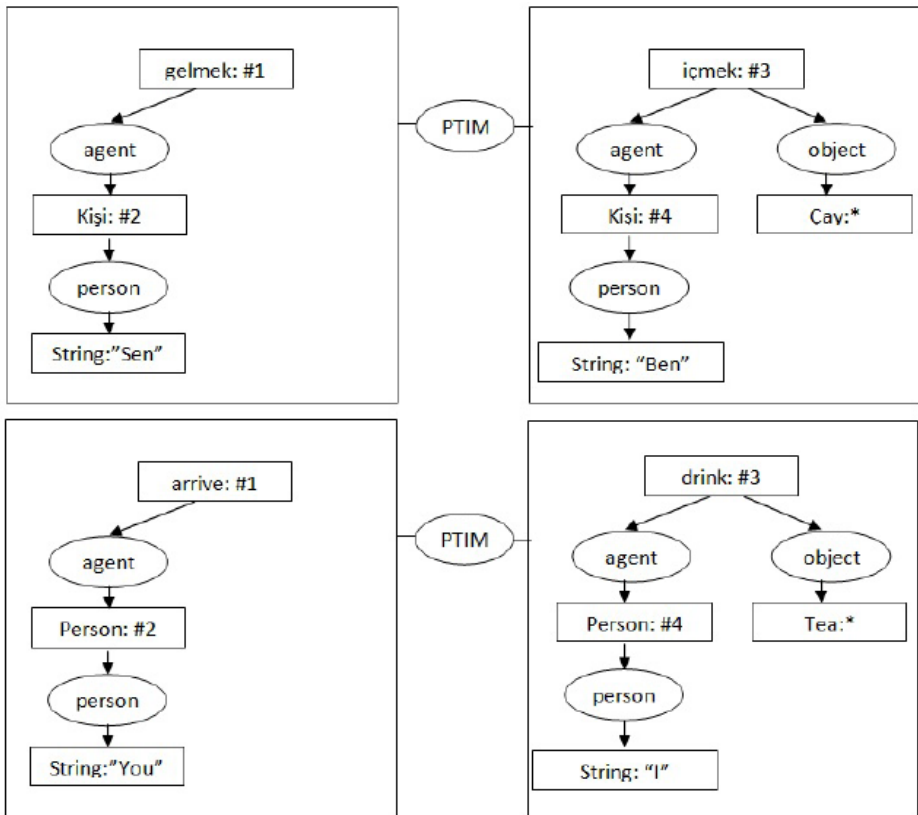 gelmek: #1
agent
Kişi: #2
person
String:”Sen”
PTIM
içmek: #3
agent
object
Kisi: #4
Çay:*
person
String: “Ben”
arrive: #1
agent
Person: #2
person
String:”You”
PTIM
drink: #3
agent
object
Person: #4
Tea:*
person
String: “I”